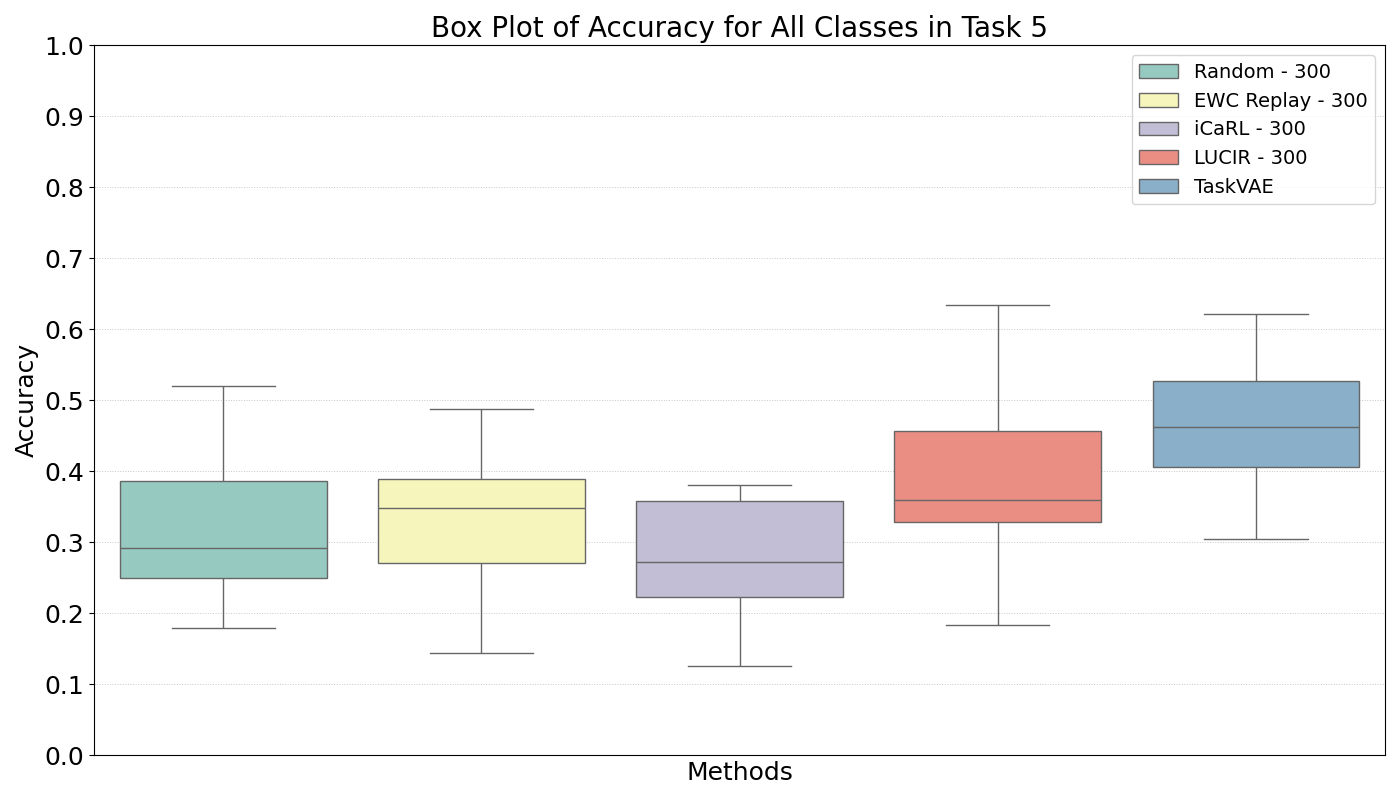 Box Plot of Accuracy for All Classes in Task 5
1.0
0.9
0.8
0.7
0.6
0.5
0.4
0.3
0.2
0.1
0.0
Accuracy
Methods
Random - 300
EWC Replay - 300
iCaRL - 300
LUCIR - 300
TaskVAE